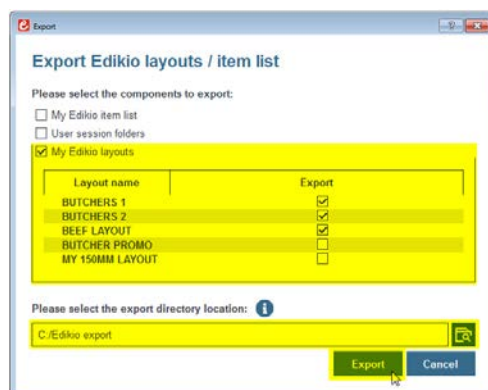 Export
Export Edikio layouts / item list
Please select the components to export:
My Edikio item list
User session folders
My Edikio layouts
Layout name Export
BUTCHERS 1
BUTCHERS 2
BEEF LAYOUT
BUTCHER PROMO
MY 150MM LAYOUT
Please select the export directory location:
C:/Edikio export
Export Cancel